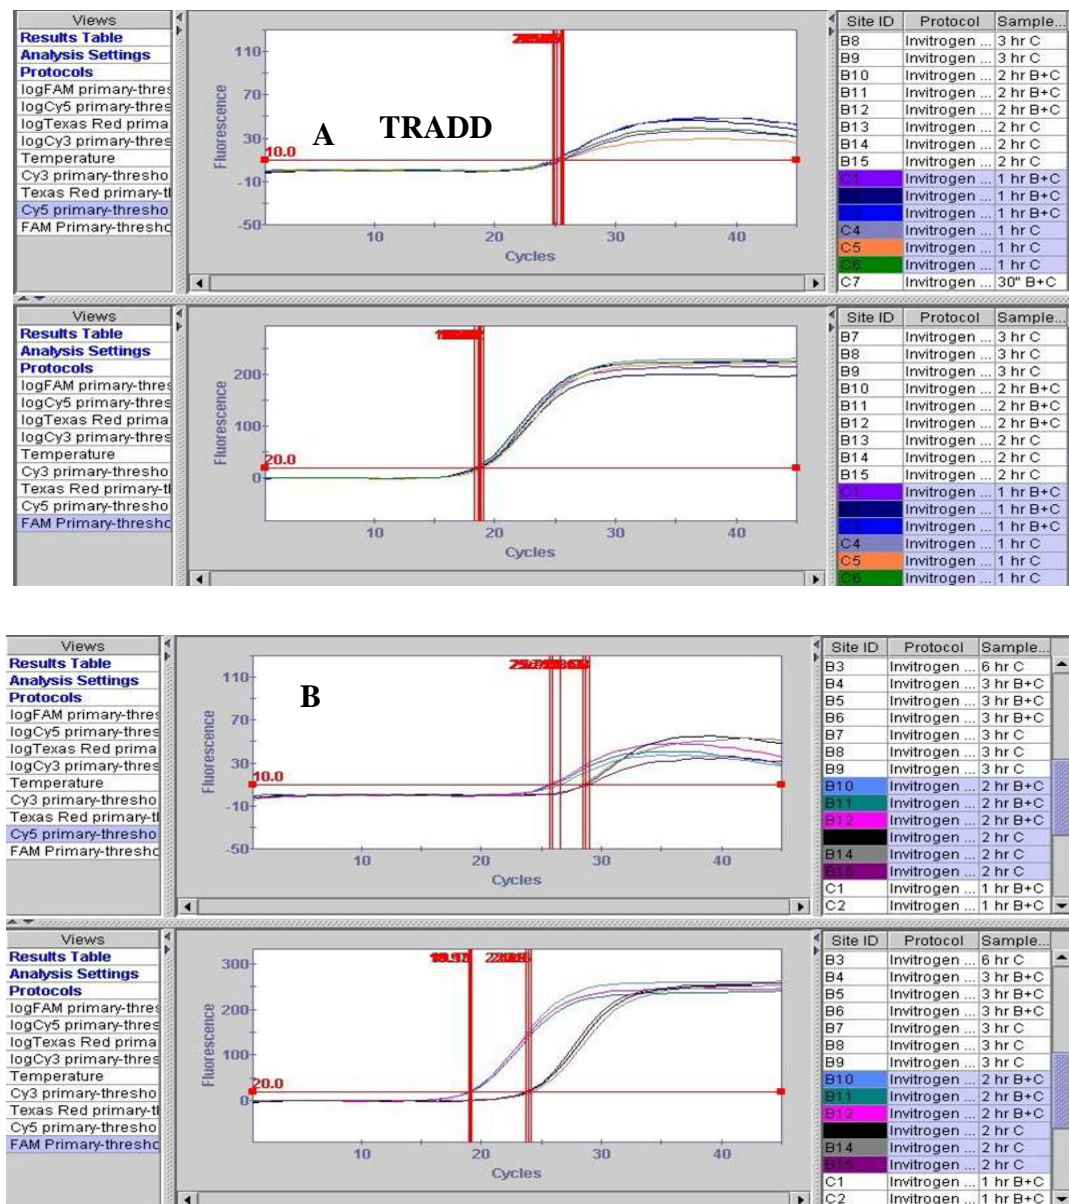 Views
Results Table
Analysis Settings
Protocols
logFAM primary-thres
logCy5 primary-thres
logTexas Red prima
logCy3 primary-thres
Temperature
Cy3 primary-thresho
Texas Red primary-tl
Cy5 primary-thresho
FAM Primary-thresho
A TRADD
Fluorescence
110
70
30
10.0
-10
-50
10 20 30 40
Cycles
Site ID Protocol Sample...
B8 Invitrogen ... 3 hr C
B9 Invitrogen ... 3 hr C
B10 Invitrogen ... 2 hr B+C
B11 Invitrogen ... 2 hr B+C
B12 Invitrogen ... 2 hr B+C
B13 Invitrogen ... 2 hr C
B14 Invitrogen ... 2 hr C
B15 Invitrogen ... 2 hr C
C1 Invitrogen ... 1 hr B+C
Invitrogen ... 1 hr B+C
Invitrogen ... 1 hr B+C
C4 Invitrogen ... 1 hr C
C5 Invitrogen ... 1 hr C
C6 Invitrogen ... 1 hr C
C7 Invitrogen ... 30" B+C
Views
Results Table
Analysis Settings
Protocols
logFAM primary-thres
logCy5 primary-thres
logTexas Red prima
logCy3 primary-thres
Temperature
Cy3 primary-thresho
Texas Red primary-tl
Cy5 primary-thresho
FAM Primary-thresho
Fluorescence
200
100
20.0
0
10 20 30 40
Cycles
Site ID Protocol Sample...
B7 Invitrogen ... 3 hr C
B8 Invitrogen ... 3 hr C
B9 Invitrogen ... 3 hr C
B10 Invitrogen ... 2 hr B+C
B11 Invitrogen ... 2 hr B+C
B12 Invitrogen ... 2 hr B+C
B13 Invitrogen ... 2 hr C
B14 Invitrogen ... 2 hr C
B15 Invitrogen ... 2 hr C
C1 Invitrogen ... 1 hr B+C
Invitrogen ... 1 hr B+C
Invitrogen ... 1 hr B+C
C4 Invitrogen ... 1 hr C
C5 Invitrogen ... 1 hr C
C6 Invitrogen ... 1 hr C
Views
Results Table
Analysis Settings
Protocols
logFAM primary-thres
logCy5 primary-thres
logTexas Red prima
logCy3 primary-thres
Temperature
Cy3 primary-thresho
Texas Red primary-tl
Cy5 primary-thresho
FAM Primary-thresho
B
Fluorescence
110
70
30
10.0
-10
-50
10 20 30 40
Cycles
Site ID Protocol Sample...
B3 Invitrogen ... 6 hr C
B4 Invitrogen ... 3 hr B+C
B5 Invitrogen ... 3 hr B+C
B6 Invitrogen ... 3 hr B+C
B7 Invitrogen ... 3 hr C
B8 Invitrogen ... 3 hr C
B9 Invitrogen ... 3 hr C
B10 Invitrogen ... 2 hr B+C
B11 Invitrogen ... 2 hr B+C
B12 Invitrogen ... 2 hr B+C
Invitrogen ... 2 hr C
B14 Invitrogen ... 2 hr C
B15 Invitrogen ... 2 hr C
C1 Invitrogen ... 1 hr B+C
C2 Invitrogen ... 1 hr B+C
Views
Results Table
Analysis Settings
Protocols
logFAM primary-thres
logCy5 primary-thres
logTexas Red prima
logCy3 primary-thres
Temperature
Cy3 primary-thresho
Texas Red primary-tl
Cy5 primary-thresho
FAM Primary-thresho
Fluorescence
300
200
100
20.0
0
10 20 30 40
Cycles
Site ID Protocol Sample...
B3 Invitrogen ... 6 hr C
B4 Invitrogen ... 3 hr B+C
B5 Invitrogen ... 3 hr B+C
B6 Invitrogen ... 3 hr B+C
B7 Invitrogen ... 3 hr C
B8 Invitrogen ... 3 hr C
B9 Invitrogen ... 3 hr C
B10 Invitrogen ... 2 hr B+C
B11 Invitrogen ... 2 hr B+C
B12 Invitrogen ... 2 hr B+C
Invitrogen ... 2 hr C
B14 Invitrogen ... 2 hr C
B15 Invitrogen ... 2 hr C
C1 Invitrogen ... 1 hr B+C
C2 Invitrogen ... 1 hr B+C